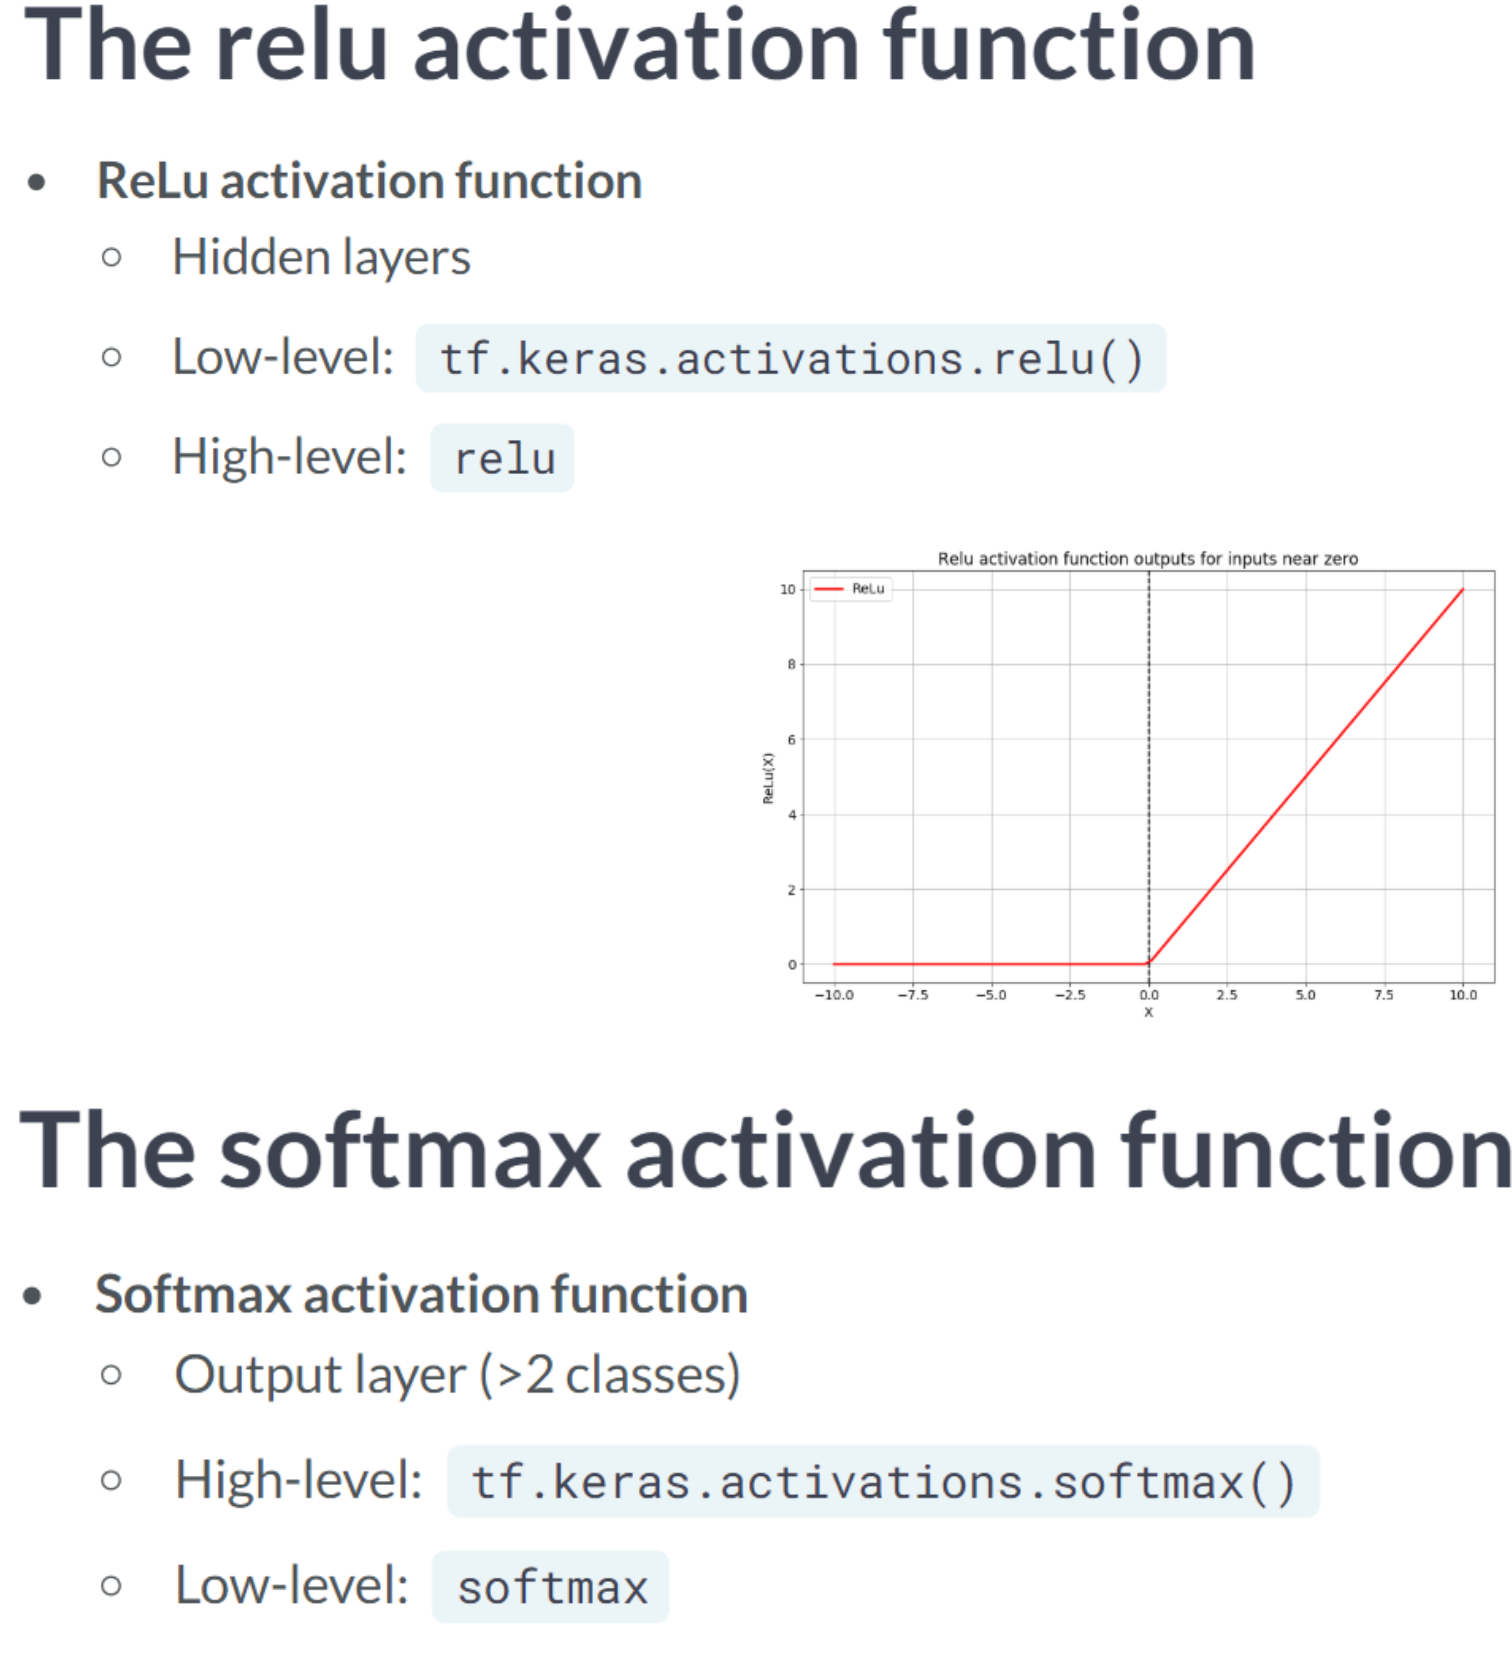 The relu activation function
• ReLu activation function
○ Hidden layers
○ Low-level: tf.keras.activations.relu()
○ High-level: relu
Relu activation function outputs for inputs near zero
ReLu
10
8
6
4
2
0
ReLu(X)
−10.0 −7.5 −5.0 −2.5 0.0 2.5 5.0 7.5 10.0
X
The softmax activation function
• Softmax activation function
○ Output layer (>2 classes)
○ High-level: tf.keras.activations.softmax()
○ Low-level: softmax